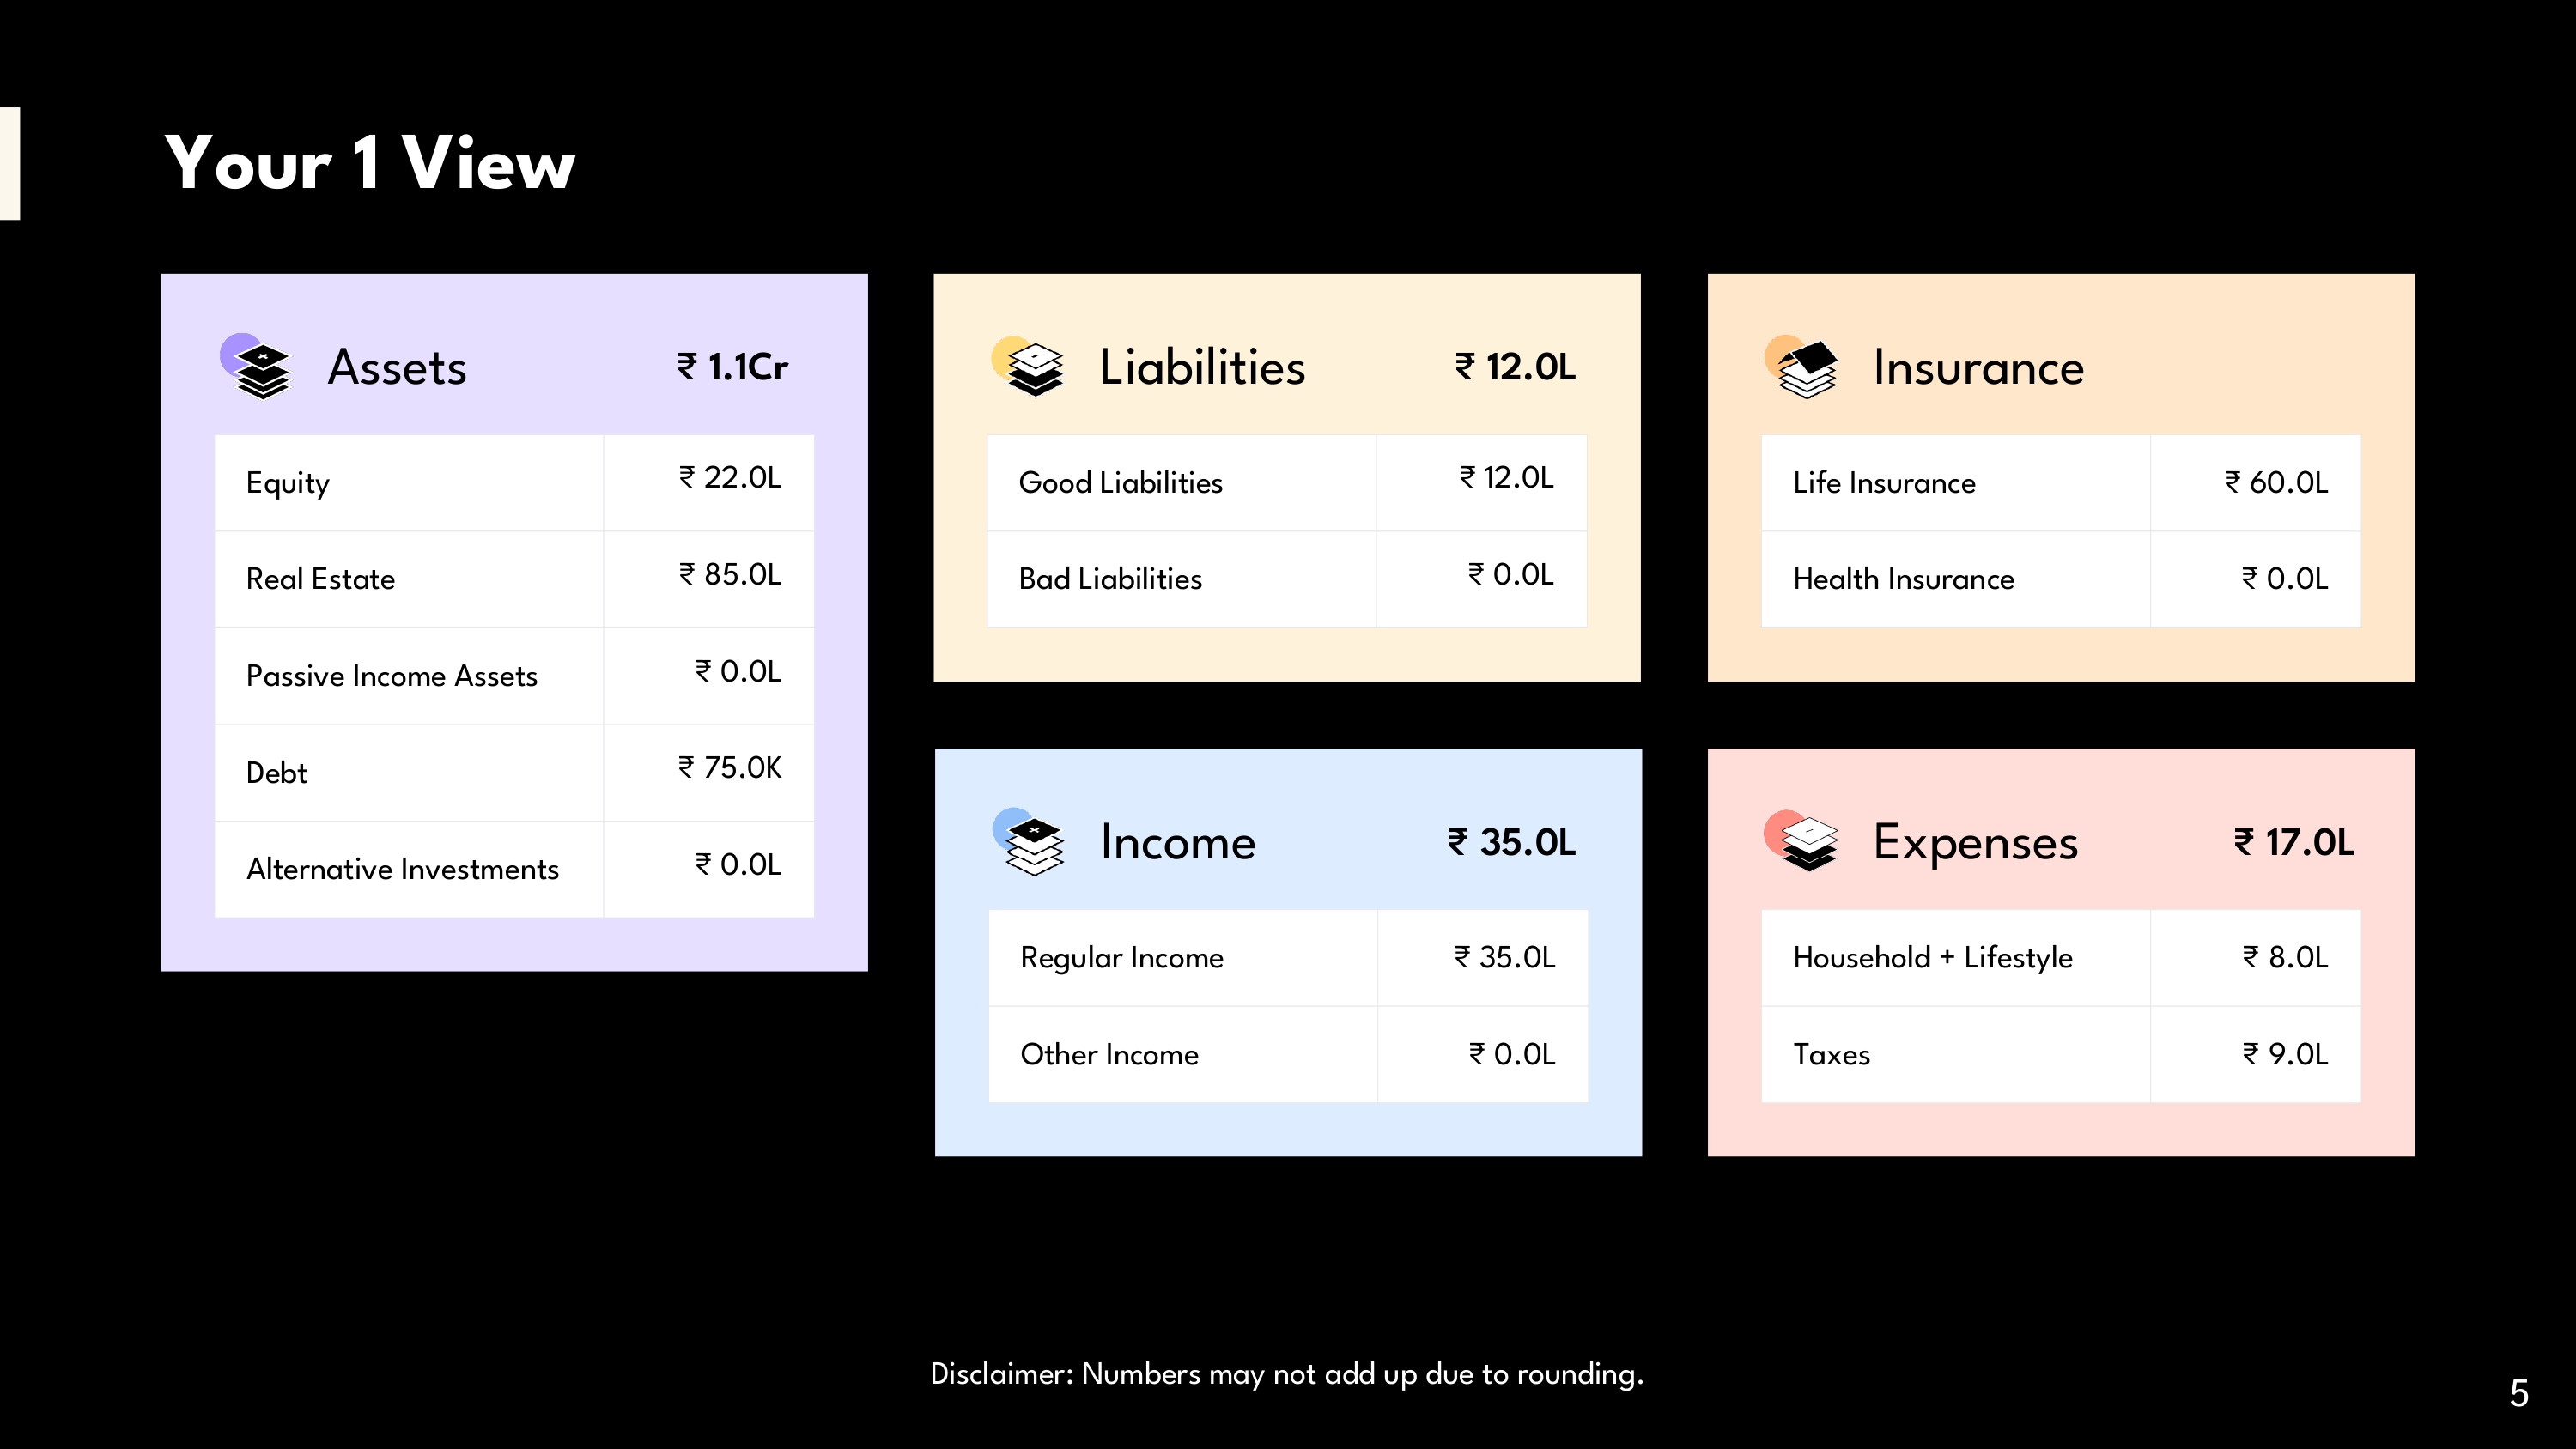 Your 1 View
Assets ₹ 1.1Cr
Equity ₹ 22.0L
Real Estate ₹ 85.0L
Passive Income Assets ₹ 0.0L
Debt ₹ 75.0K
Alternative Investments ₹ 0.0L
Liabilities ₹ 12.0L
Good Liabilities ₹ 12.0L
Bad Liabilities ₹ 0.0L
Insurance
Life Insurance ₹ 60.0L
Health Insurance ₹ 0.0L
Income ₹ 35.0L
Regular Income ₹ 35.0L
Other Income ₹ 0.0L
Expenses ₹ 17.0L
Household + Lifestyle ₹ 8.0L
Taxes ₹ 9.0L
Disclaimer: Numbers may not add up due to rounding.
5